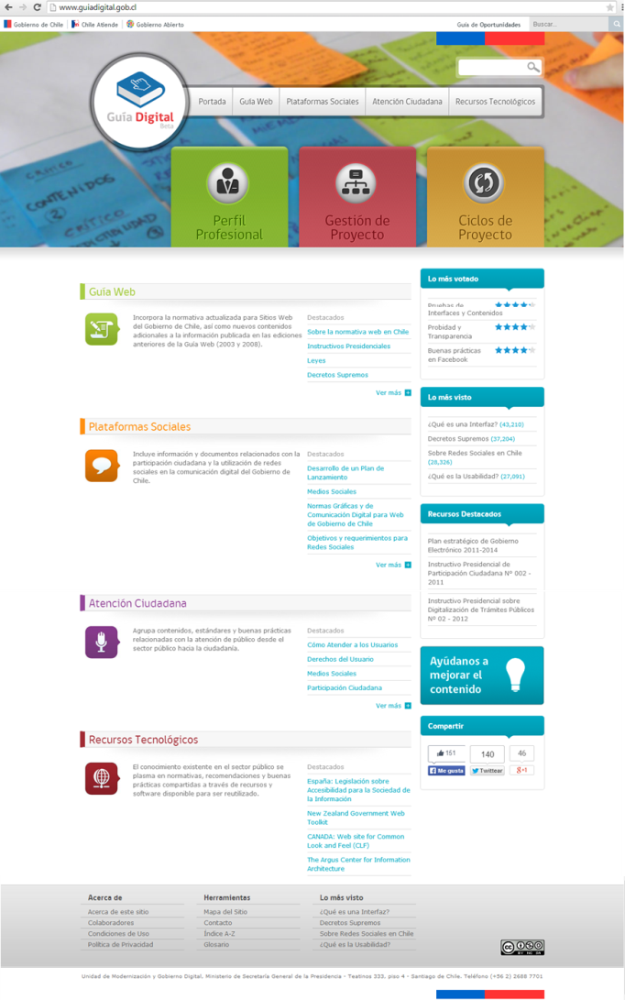 www.guiadigital.gob.cl
Gobierno de Chile
Chile Atiende
Gobierno Abierto
Guía de Oportunidades
Buscar...
Guía Digital
Beta
Portada
Guía Web
Plataformas Sociales
Atención Ciudadana
Recursos Tecnológicos
CRITICO
CONTENIDOS
CRÍTICO
Perfil
Profesional
Gestión de
Proyecto
Ciclos de
Proyecto
Guía Web
Incorpora la normativa actualizada para Sitios Web
del Gobierno de Chile, así como nuevos contenidos
adicionales a la información publicada en las ediciones
anteriores de la Guía Web (2003 y 2008).
Destacados
Sobre la normativa web en Chile
Instructivos Presidenciales
Leyes
Decretos Supremos
Ver más
Plataformas Sociales
Incluye información y documentos relacionados con la
participación ciudadana y la utilización de redes
sociales en la comunicación digital del Gobierno de
Chile.
Destacados
Desarrollo de un Plan de
Lanzamiento
Medios Sociales
Normas Gráficas y de
Comunicación Digital para Web
de Gobierno de Chile
Objetivos y requerimientos para
Redes Sociales
Ver más
Atención Ciudadana
Agrupa contenidos, estándares y buenas prácticas
relacionadas con la atención de público desde el
sector público hacia la ciudadanía.
Destacados
Cómo Atender a los Usuarios
Derechos del Usuario
Medios Sociales
Participación Ciudadana
Ver más
Recursos Tecnológicos
El conocimiento existente en el sector público se
plasma en normativas, recomendaciones y buenas
prácticas compartidas a través de recursos y
software disponible para ser reutilizado.
Destacados
España: Legislación sobre
Accesibilidad para la Sociedad de
la Información
New Zealand Government Web
Toolkit
CANADA: Web site for Common
Look and Feel (CLF)
The Argus Center for Information
Architecture
Lo más votado
Pruebas de
Interfaces y Contenidos
Probidad y
Transparencia
Buenas prácticas
en Facebook
Lo más visto
¿Qué es una Interfaz? (43,210)
Decretos Supremos (37,204)
Sobre Redes Sociales en Chile
(28,326)
¿Qué es la Usabilidad? (27,091)
Recursos Destacados
Plan estratégico de Gobierno
Electrónico 2011-2014
Instructivo Presidencial de
Participación Ciudadana Nº 002 -
2011
Instructivo Presidencial sobre
Digitalización de Trámites Públicos
Nº 02 - 2012
Ayúdanos a
mejorar el
contenido
Compartir
151
140
46
Me gusta
Twittear
g+1
Acerca de
Acerca de este sitio
Colaboradores
Condiciones de Uso
Política de Privacidad
Herramientas
Mapa del Sitio
Contacto
Índice A-Z
Glosario
Lo más visto
¿Qué es una Interfaz?
Decretos Supremos
Sobre Redes Sociales en Chile
¿Qué es la Usabilidad?
cc
BY NC SA
Unidad de Modernización y Gobierno Digital, Ministerio de Secretaría General de la Presidencia - Teatinos 333, piso 4 - Santiago de Chile. Teléfono (+56 2) 2688 7701